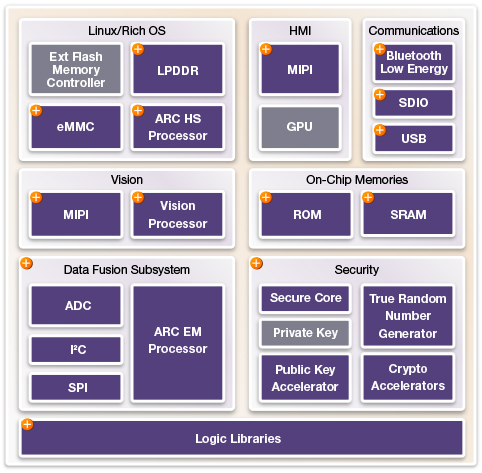 Linux/Rich OS
Ext Flash
Memory
Controller
LPDDR
eMMC
ARC HS
Processor
HMI
MIPI
GPU
Communications
Bluetooth
Low Energy
SDIO
USB
Vision
MIPI
Vision
Processor
On-Chip Memories
ROM
SRAM
Data Fusion Subsystem
ADC
I²C
SPI
ARC EM
Processor
Security
Secure Core
Private Key
Public Key
Accelerator
True Random
Number
Generator
Crypto
Accelerators
Logic Libraries